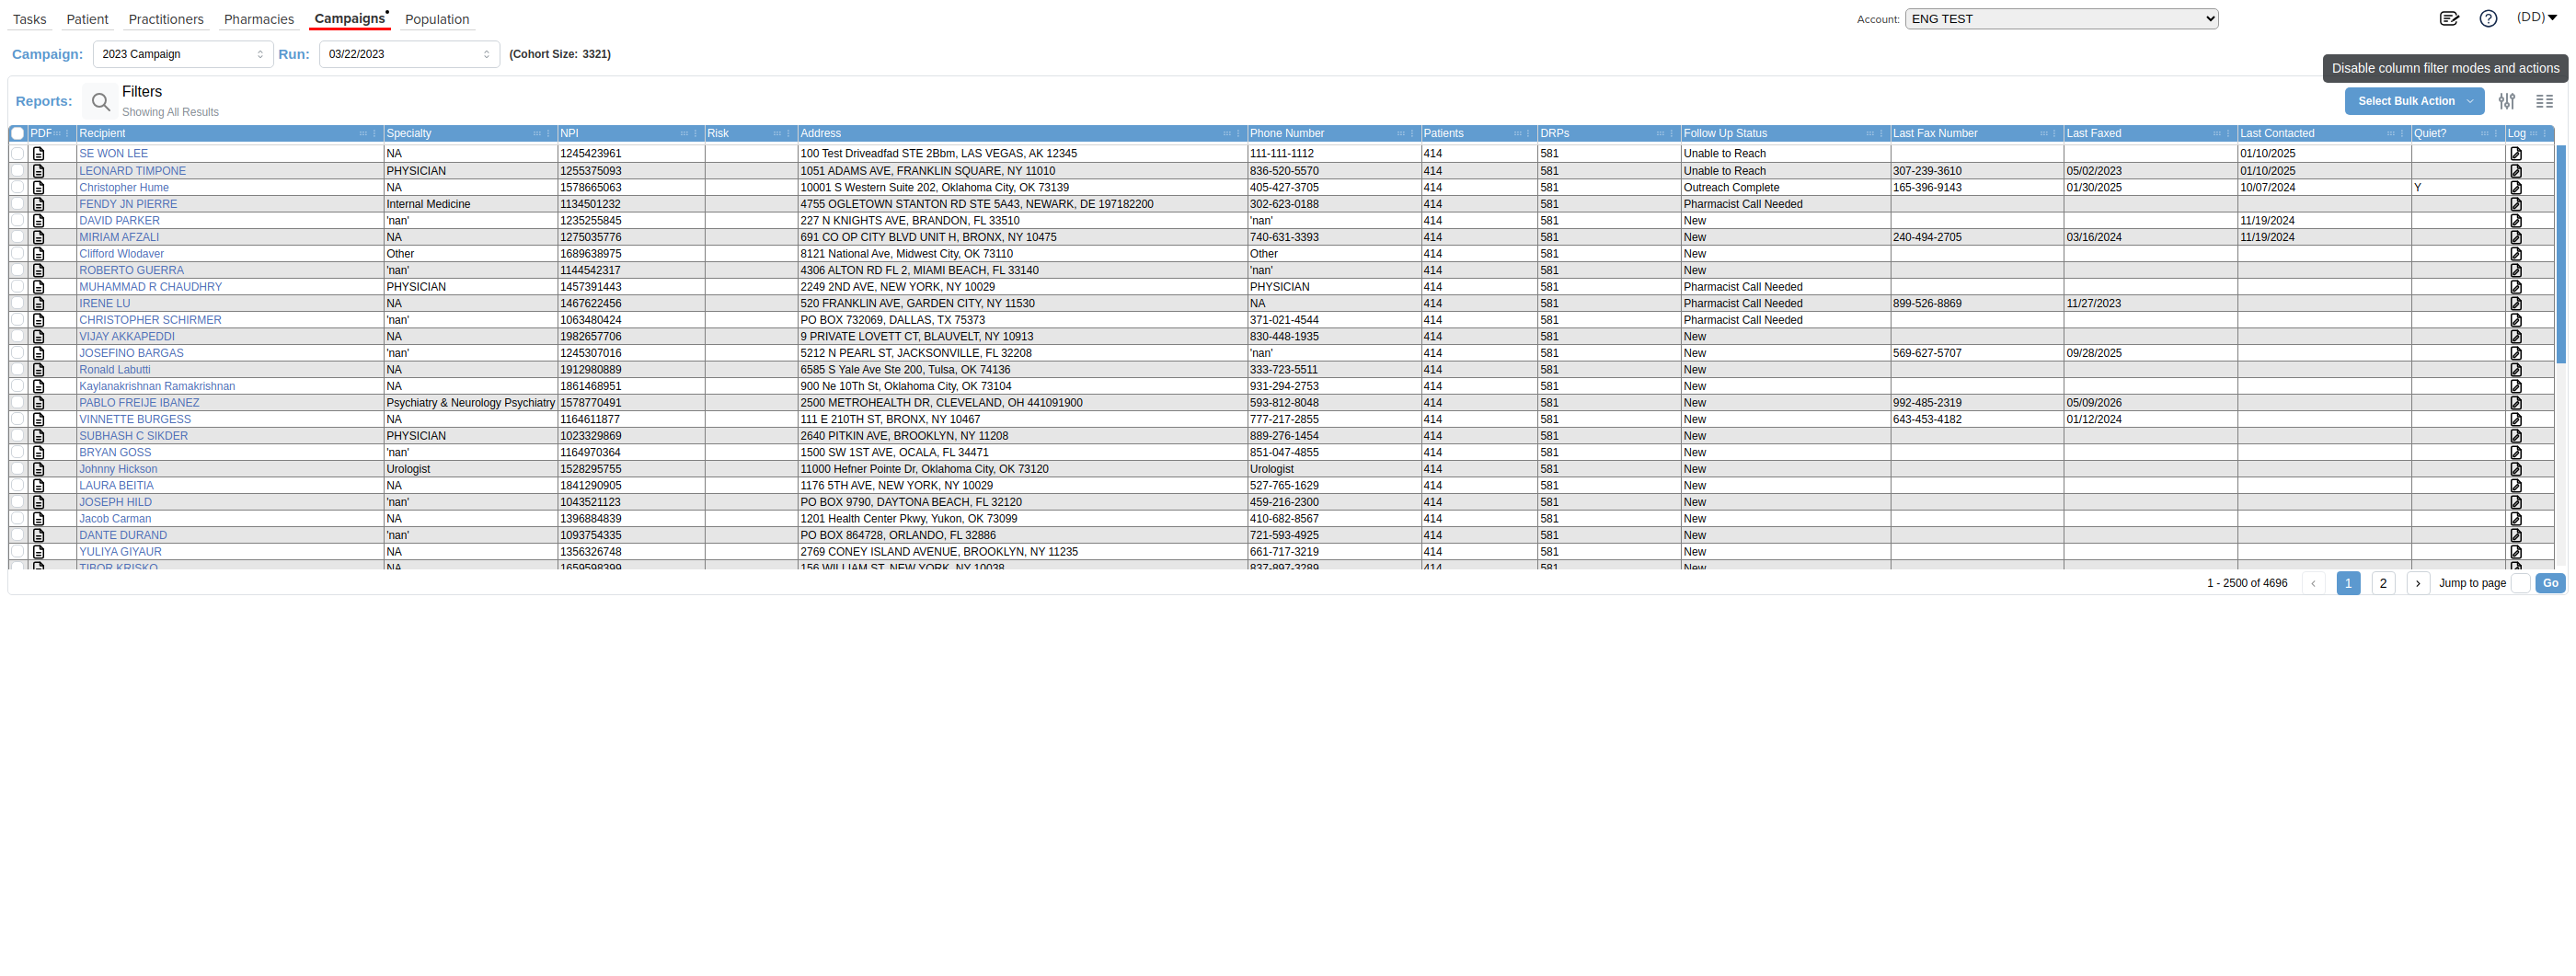 Tasks Patient Practitioners Pharmacies Campaigns Population Account: ENG TEST (DD)
Campaign: 2023 Campaign Run: 03/22/2023 (Cohort Size: 3321)
Disable column filter modes and actions
Reports: Filters Select Bulk Action
Showing All Results
PDF Recipient Specialty NPI Risk Address Phone Number Patients DRPs Follow Up Status Last Fax Number Last Faxed Last Contacted Quiet? Log
SE WON LEE NA 1245423961 100 Test Driveadfad STE 2Bbm, LAS VEGAS, AK 12345 111-111-1112 414 581 Unable to Reach 01/10/2025
LEONARD TIMPONE PHYSICIAN 1255375093 1051 ADAMS AVE, FRANKLIN SQUARE, NY 11010 836-520-5570 414 581 Unable to Reach 307-239-3610 05/02/2023 01/10/2025
Christopher Hume NA 1578665063 10001 S Western Suite 202, Oklahoma City, OK 73139 405-427-3705 414 581 Outreach Complete 165-396-9143 01/30/2025 10/07/2024 Y
FENDY JN PIERRE Internal Medicine 1134501232 4755 OGLETOWN STANTON RD STE 5A43, NEWARK, DE 197182200 302-623-0188 414 581 Pharmacist Call Needed
DAVID PARKER 'nan' 1235255845 227 N KNIGHTS AVE, BRANDON, FL 33510 'nan' 414 581 New 11/19/2024
MIRIAM AFZALI NA 1275035776 691 CO OP CITY BLVD UNIT H, BRONX, NY 10475 740-631-3393 414 581 New 240-494-2705 03/16/2024 11/19/2024
Clifford Wlodaver Other 1689638975 8121 National Ave, Midwest City, OK 73110 Other 414 581 New
ROBERTO GUERRA 'nan' 1144542317 4306 ALTON RD FL 2, MIAMI BEACH, FL 33140 'nan' 414 581 New
MUHAMMAD R CHAUDHRY PHYSICIAN 1457391443 2249 2ND AVE, NEW YORK, NY 10029 PHYSICIAN 414 581 Pharmacist Call Needed
IRENE LU NA 1467622456 520 FRANKLIN AVE, GARDEN CITY, NY 11530 NA 414 581 Pharmacist Call Needed 899-526-8869 11/27/2023
CHRISTOPHER SCHIRMER 'nan' 1063480424 PO BOX 732069, DALLAS, TX 75373 371-021-4544 414 581 Pharmacist Call Needed
VIJAY AKKAPEDDI NA 1982657706 9 PRIVATE LOVETT CT, BLAUVELT, NY 10913 830-448-1935 414 581 New
JOSEFINO BARGAS 'nan' 1245307016 5212 N PEARL ST, JACKSONVILLE, FL 32208 'nan' 414 581 New 569-627-5707 09/28/2025
Ronald Labutti NA 1912980889 6585 S Yale Ave Ste 200, Tulsa, OK 74136 333-723-5511 414 581 New
Kaylanakrishnan Ramakrishnan NA 1861468951 900 Ne 10Th St, Oklahoma City, OK 73104 931-294-2753 414 581 New
PABLO FREIJE IBANEZ Psychiatry & Neurology Psychiatry 1578770491 2500 METROHEALTH DR, CLEVELAND, OH 441091900 593-812-8048 414 581 New 992-485-2319 05/09/2026
VINNETTE BURGESS NA 1164611877 111 E 210TH ST, BRONX, NY 10467 777-217-2855 414 581 New 643-453-4182 01/12/2024
SUBHASH C SIKDER PHYSICIAN 1023329869 2640 PITKIN AVE, BROOKLYN, NY 11208 889-276-1454 414 581 New
BRYAN GOSS 'nan' 1164970364 1500 SW 1ST AVE, OCALA, FL 34471 851-047-4855 414 581 New
Johnny Hickson Urologist 1528295755 11000 Hefner Pointe Dr, Oklahoma City, OK 73120 Urologist 414 581 New
LAURA BEITIA NA 1841290905 1176 5TH AVE, NEW YORK, NY 10029 527-765-1629 414 581 New
JOSEPH HILD 'nan' 1043521123 PO BOX 9790, DAYTONA BEACH, FL 32120 459-216-2300 414 581 New
Jacob Carman NA 1396884839 1201 Health Center Pkwy, Yukon, OK 73099 410-682-8567 414 581 New
DANTE DURAND 'nan' 1093754335 PO BOX 864728, ORLANDO, FL 32886 721-593-4925 414 581 New
YULIYA GIYAUR NA 1356326748 2769 CONEY ISLAND AVENUE, BROOKLYN, NY 11235 661-717-3219 414 581 New
TIBOR KRISKO NA 1659598399 156 WILLIAM ST, NEW YORK, NY 10038 837-897-3289 414 581 New
1 - 2500 of 4696 1 2 Jump to page Go